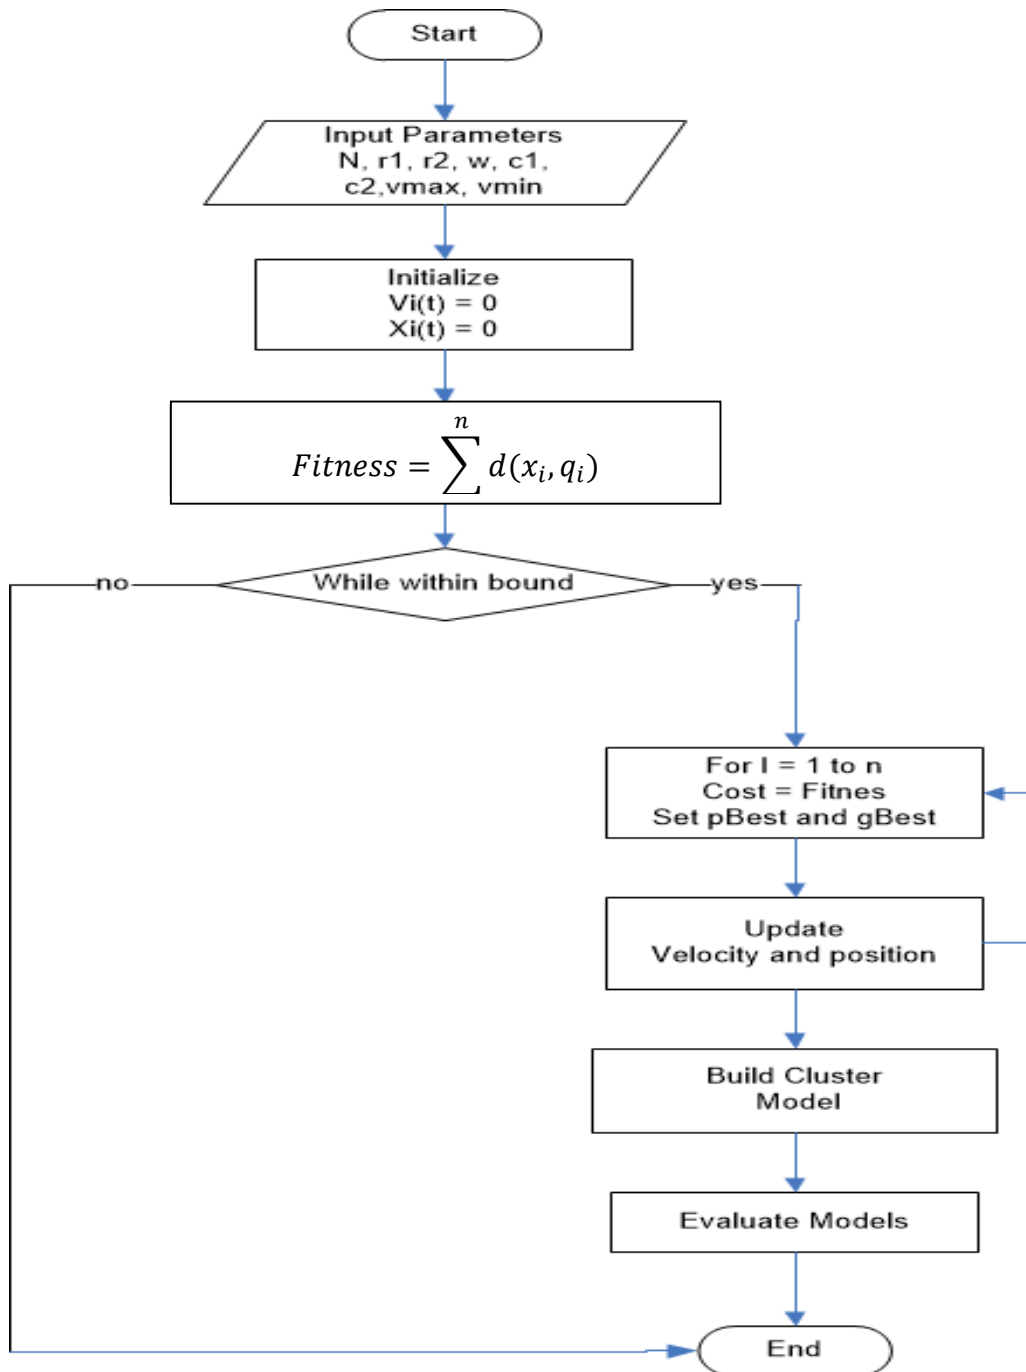 Start
Input Parameters
N, r1, r2, w, c1,
c2,vmax, vmin
Initialize
Vi(t) = 0
Xi(t) = 0
n
Fitness = ∑ d(xᵢ, qᵢ)
no
While within bound
yes
For I = 1 to n
Cost = Fitnes
Set pBest and gBest
Update
Velocity and position
Build Cluster
Model
Evaluate Models
End